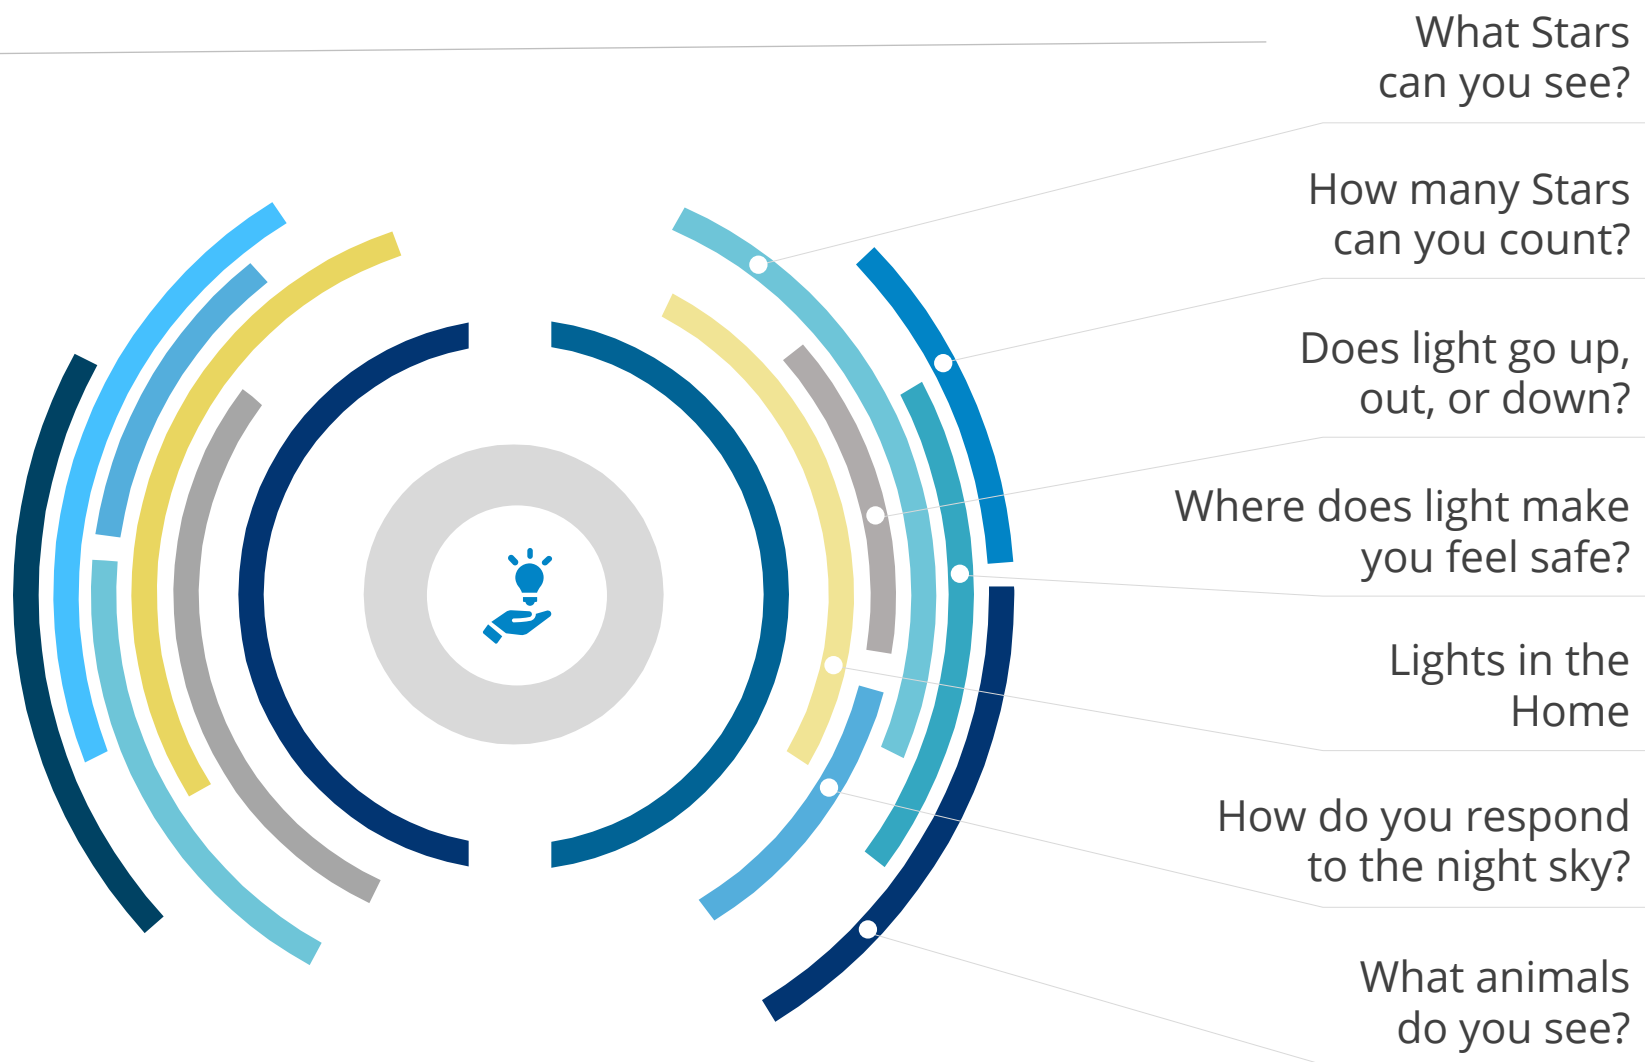 What Stars
can you see?
How many Stars
can you count?
Does light go up,
out, or down?
Where does light make
you feel safe?
Lights in the
Home
How do you respond
to the night sky?
What animals
do you see?